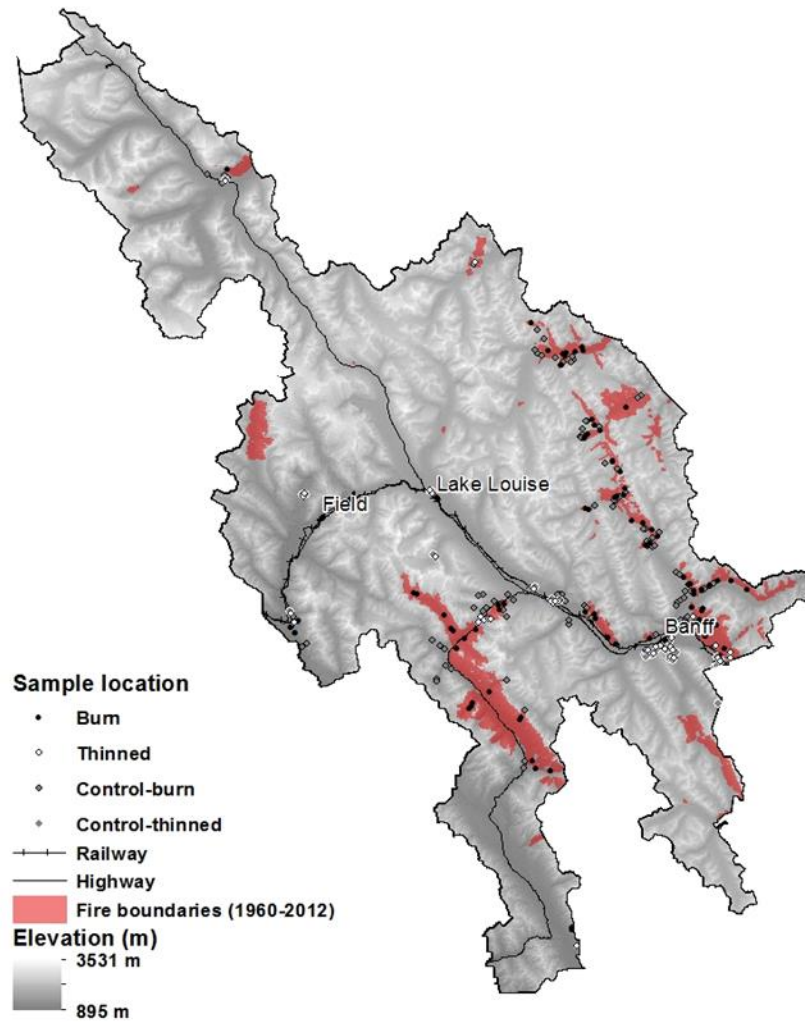 Lake Louise
Field
Banff
Sample location
Burn
Thinned
Control-burn
Control-thinned
Railway
Highway
Fire boundaries (1960-2012)
Elevation (m)
3531 m
895 m